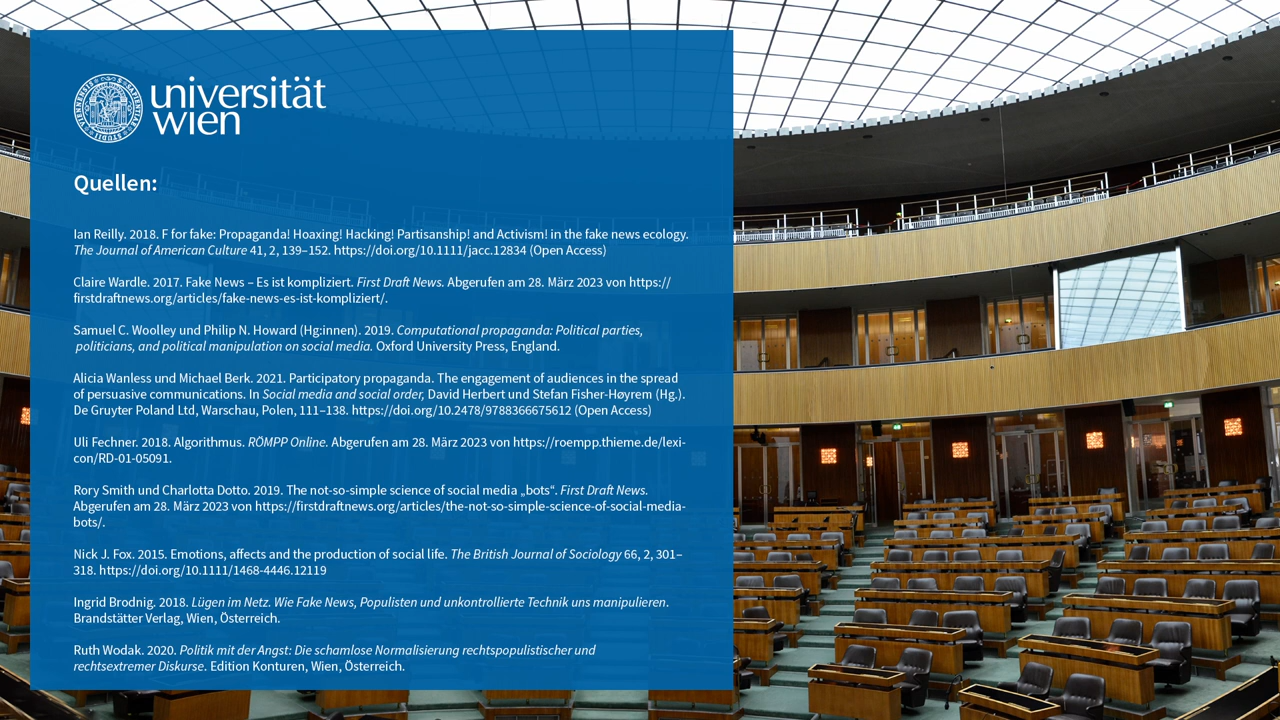 universität
wien
Quellen:
Ian Reilly. 2018. F for fake: Propaganda! Hoaxing! Hacking! Partisanship! and Activism! in the fake news ecology.
The Journal of American Culture 41, 2, 139–152. https://doi.org/10.1111/jacc.12834 (Open Access)
Claire Wardle. 2017. Fake News – Es ist kompliziert. First Draft News. Abgerufen am 28. März 2023 von https://
firstdraftnews.org/articles/fake-news-es-ist-kompliziert/.
Samuel C. Woolley und Philip N. Howard (Hg:innen). 2019. Computational propaganda: Political parties,
politicians, and political manipulation on social media. Oxford University Press, England.
Alicia Wanless und Michael Berk. 2021. Participatory propaganda. The engagement of audiences in the spread
of persuasive communications. In Social media and social order, David Herbert und Stefan Fisher-Høyrem (Hg.).
De Gruyter Poland Ltd, Warschau, Polen, 111–138. https://doi.org/10.2478/9788366675612 (Open Access)
Uli Fechner. 2018. Algorithmus. RÖMPP Online. Abgerufen am 28. März 2023 von https://roempp.thieme.de/lexi-
con/RD-01-05091.
Rory Smith und Charlotta Dotto. 2019. The not-so-simple science of social media „bots“. First Draft News.
Abgerufen am 28. März 2023 von https://firstdraftnews.org/articles/the-not-so-simple-science-of-social-media-
bots/.
Nick J. Fox. 2015. Emotions, affects and the production of social life. The British Journal of Sociology 66, 2, 301–
318. https://doi.org/10.1111/1468-4446.12119
Ingrid Brodnig. 2018. Lügen im Netz. Wie Fake News, Populisten und unkontrollierte Technik uns manipulieren.
Brandstätter Verlag, Wien, Österreich.
Ruth Wodak. 2020. Politik mit der Angst: Die schamlose Normalisierung rechtspopulistischer und
rechtsextremer Diskurse. Edition Konturen, Wien, Österreich.